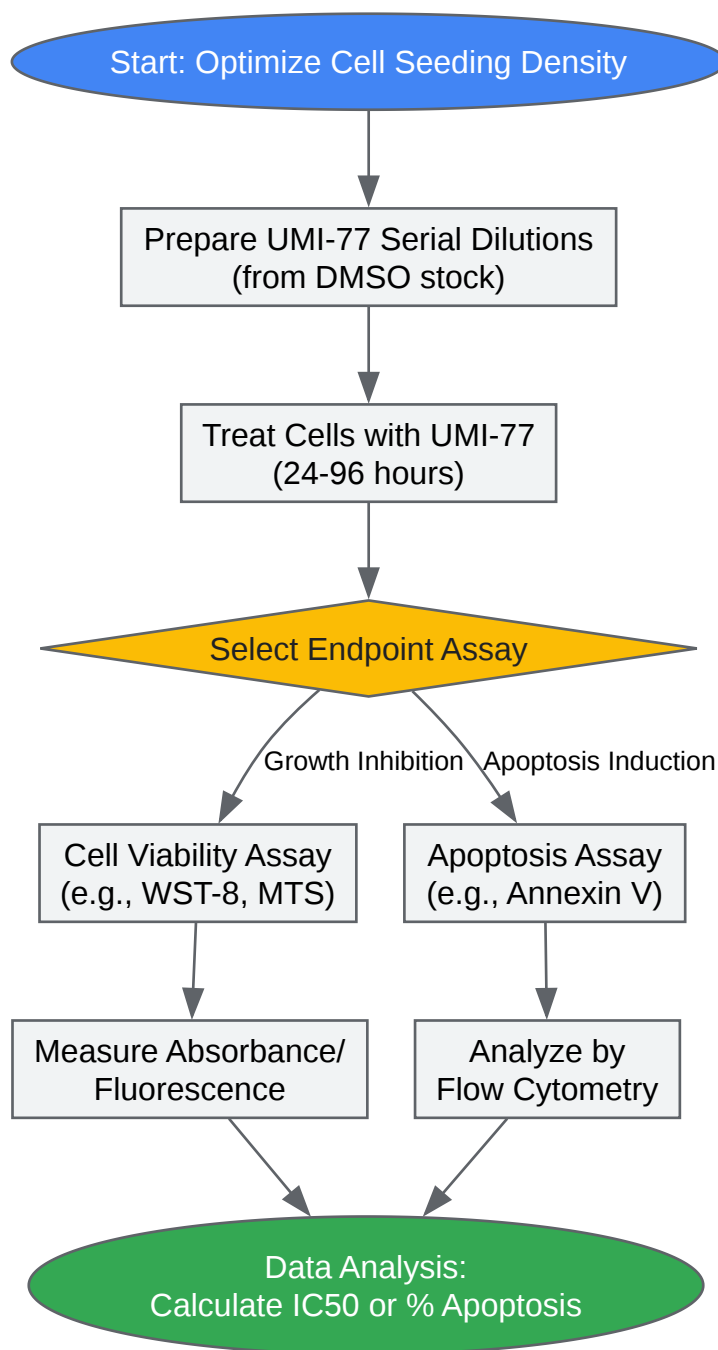 Start: Optimize Cell Seeding Density
Prepare UMI-77 Serial Dilutions
(from DMSO stock)
Treat Cells with UMI-77
(24-96 hours)
Select Endpoint Assay
Growth Inhibition
Apoptosis Induction
Cell Viability Assay
(e.g., WST-8, MTS)
Apoptosis Assay
(e.g., Annexin V)
Measure Absorbance/
Fluorescence
Analyze by
Flow Cytometry
Data Analysis:
Calculate IC50 or % Apoptosis